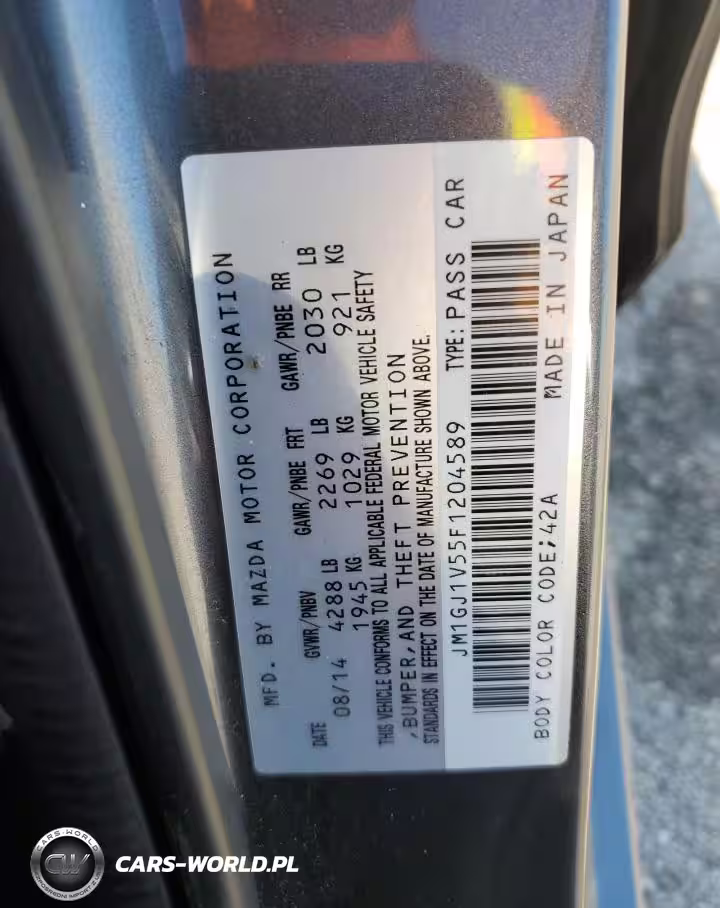 MFD. BY MAZDA MOTOR CORPORATION
DATE GVWR/PNBV GAWR/PNBE FRT GAWR/PNBE RR
08/14 4288 LB 2269 LB 2030 LB
1945 KG 1029 KG 921 KG
THIS VEHICLE CONFORMS TO ALL APPLICABLE FEDERAL MOTOR VEHICLE SAFETY
,BUMPER,AND THEFT PREVENTION
STANDARDS IN EFFECT ON THE DATE OF MANUFACTURE SHOWN ABOVE.
JM1GJ1V55F1204589 TYPE:PASS CAR
BODY COLOR CODE;42A MADE IN JAPAN
CARS-WORLD
CW
CARS-WORLD.PL